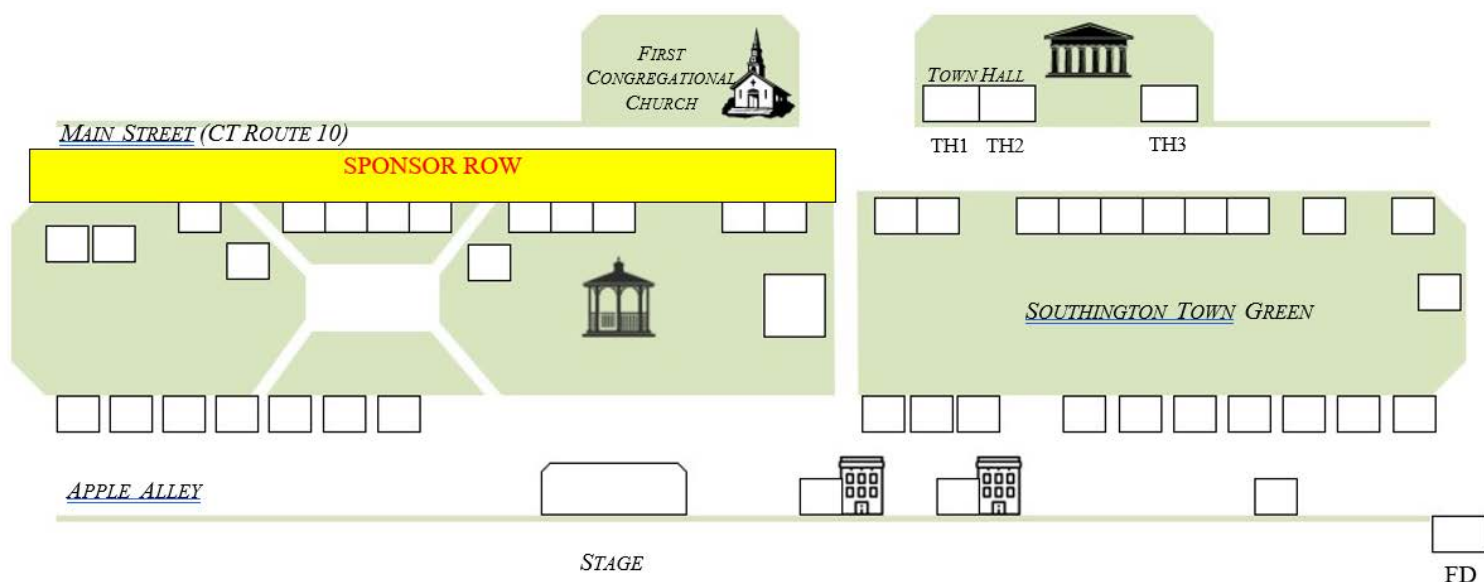 FIRST
CONGREGATIONAL
CHURCH
TOWN HALL
MAIN STREET (CT ROUTE 10)
TH1 TH2 TH3
SPONSOR ROW
SOUTHINGTON TOWN GREEN
APPLE ALLEY
STAGE
FD